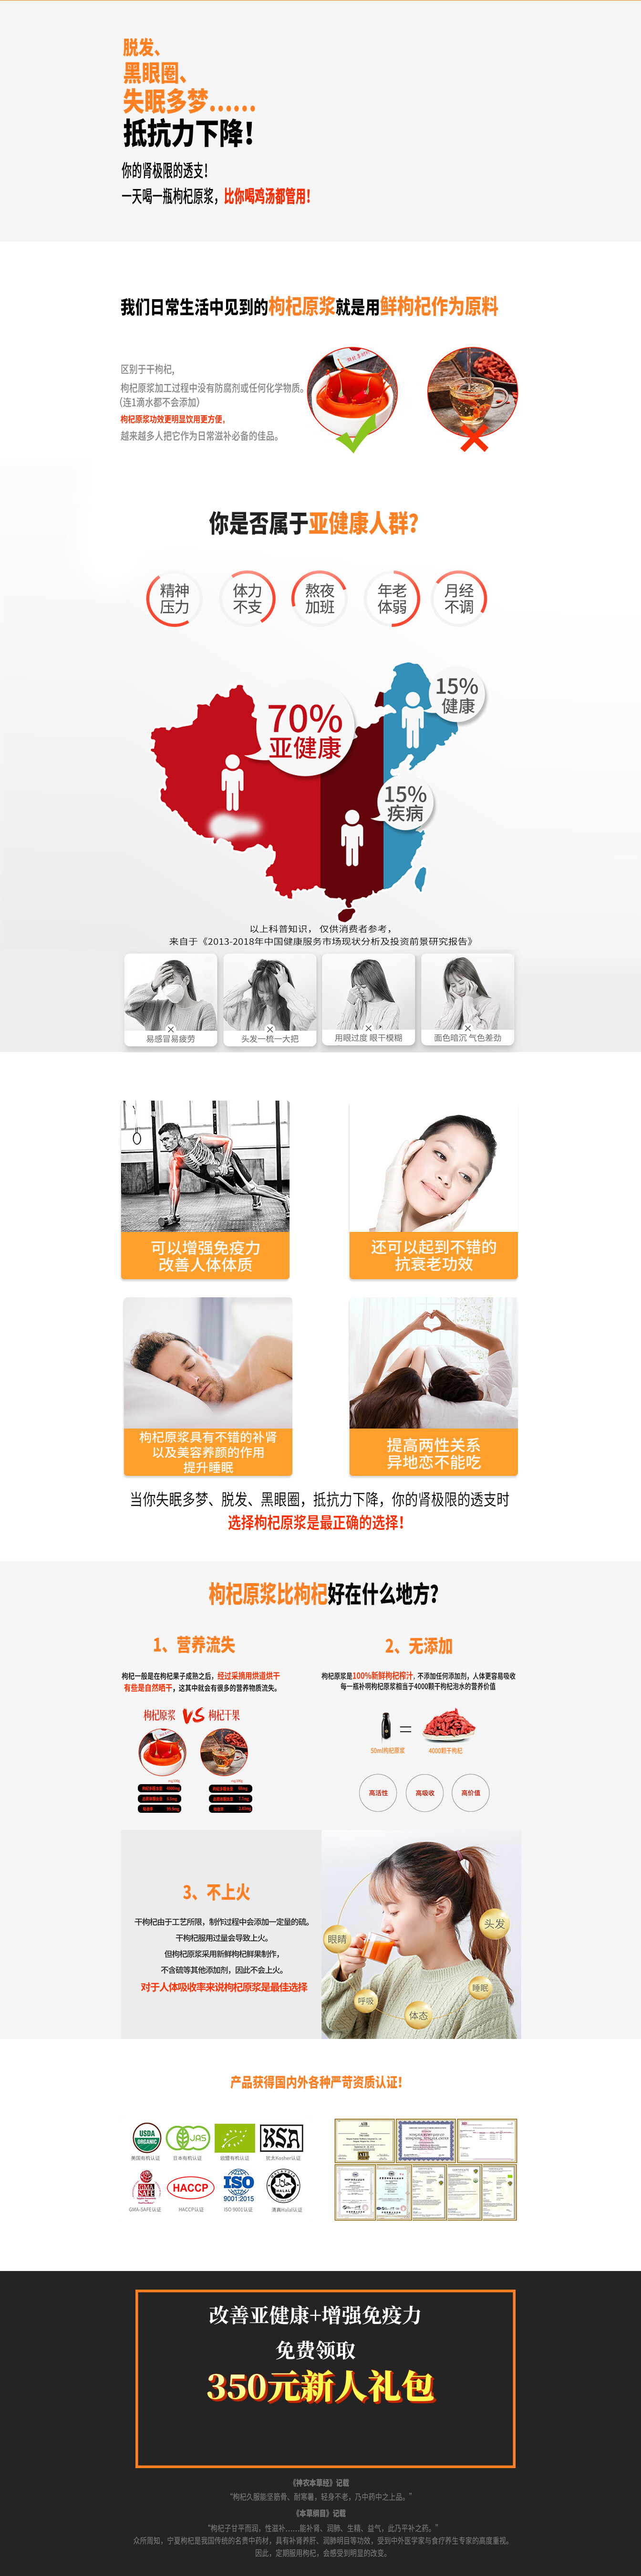 脱发、
黑眼圈、
失眠多梦......
抵抗力下降!
你的肾极限的透支!
一天喝一瓶枸杞原浆，比你喝鸡汤都管用!
我们日常生活中见到的枸杞原浆就是用鲜枸杞作为原料
区别于干枸杞,
枸杞原浆加工过程中没有防腐剂或任何化学物质。
（连1滴水都不会添加）
枸杞原浆功效更明显饮用更方便,
越来越多人把它作为日常滋补必备的佳品。
你是否属于亚健康人群?
精神
压力
体力
不支
熬夜
加班
年老
体弱
月经
不调
15%
健康
70%
亚健康
15%
疾病
以上科普知识， 仅供消费者参考，
来自于《2013-2018年中国健康服务市场现状分析及投资前景研究报告》
易感冒易疲劳
头发一梳一大把
用眼过度 眼干模糊
面色暗沉 气色差劲
可以增强免疫力
改善人体体质
还可以起到不错的
抗衰老功效
枸杞原浆具有不错的补肾
以及美容养颜的作用
提升睡眠
提高两性关系
异地恋不能吃
当你失眠多梦、脱发、黑眼圈，抵抗力下降，你的肾极限的透支时
选择枸杞原浆是最正确的选择!
枸杞原浆比枸杞好在什么地方?
1、营养流失
枸杞一般是在枸杞果子成熟之后，经过采摘用烘道烘干
有些是自然晒干，这其中就会有很多的营养物质流失。
枸杞原浆 VS 枸杞干果
2、无添加
枸杞原浆是100%新鲜枸杞榨汁，不添加任何添加剂，人体更容易吸收
每一瓶补啊枸杞原浆相当于4000颗干枸杞泡水的营养价值
50ml枸杞原浆
4000颗干枸杞
高活性
高吸收
高价值
3、不上火
干枸杞由于工艺所限，制作过程中会添加一定量的硫。
干枸杞服用过量会导致上火。
但枸杞原浆采用新鲜枸杞鲜果制作，
不含硫等其他添加剂，因此不会上火。
对于人体吸收率来说枸杞原浆是最佳选择
头发
眼睛
睡眠
呼吸
体态
产品获得国内外各种严苛资质认证!
USDA
ORGANIC
JAS
KSA
美国有机认证
日本有机认证
欧盟有机认证
犹太Kosher认证
GMA
SAFE
HACCP
ISO
9001:2015
HALAL
GMA-SAFE认证
HACCP认证
ISO 9001认证
清真Halal认证
改善亚健康+增强免疫力
免费领取
350元新人礼包
《神农本草经》记载
“枸杞久服能坚筋骨、耐寒暑，轻身不老，乃中药中之上品。”
《本草纲目》记载
“枸杞子甘平而润，性滋补......能补肾、润肺、生精、益气，此乃平补之药。”
众所周知，宁夏枸杞是我国传统的名贵中药材，具有补肾养肝、润肺明目等功效，受到中外医学家与食疗养生专家的高度重视。
因此，定期服用枸杞，会感受到明显的改变。